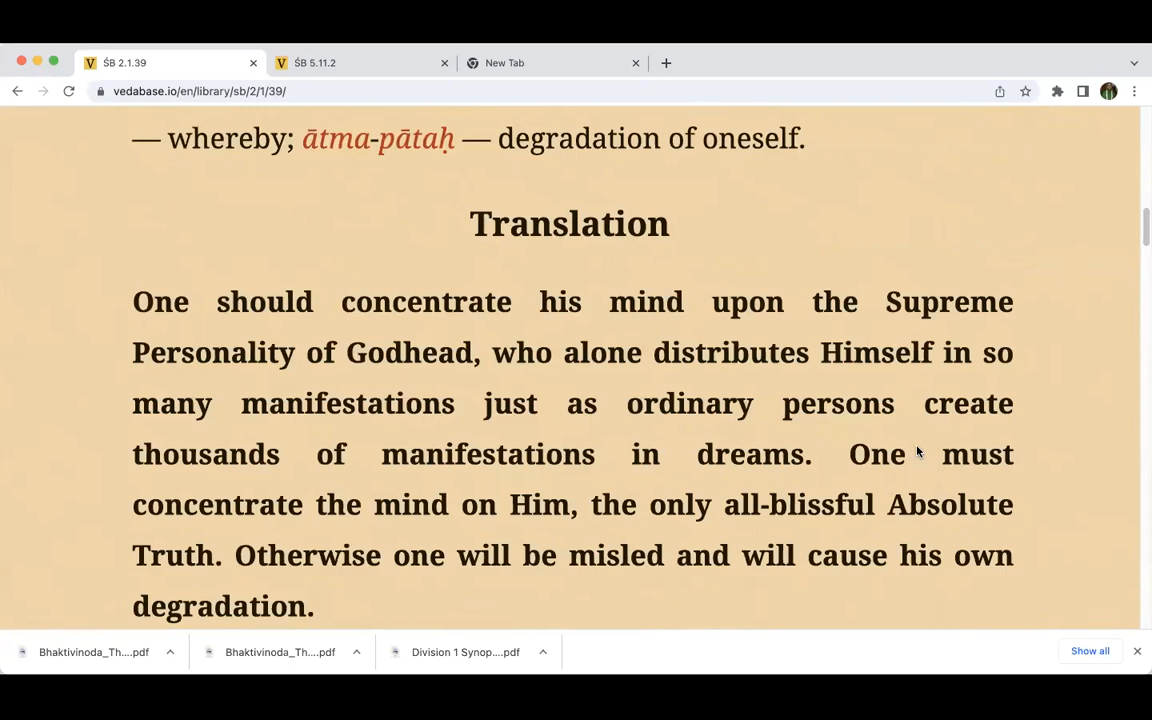 ŚB 2.1.39
ŚB 5.11.2
New Tab
vedabase.io/en/library/sb/2/1/39/
— whereby; ātma-pātaḥ — degradation of oneself.
Translation
One should concentrate his mind upon the Supreme
Personality of Godhead, who alone distributes Himself in so
many manifestations just as ordinary persons create
thousands of manifestations in dreams. One must
concentrate the mind on Him, the only all-blissful Absolute
Truth. Otherwise one will be misled and will cause his own
degradation.
Bhaktivinoda_Th....pdf
Bhaktivinoda_Th....pdf
Division 1 Synop....pdf
Show all